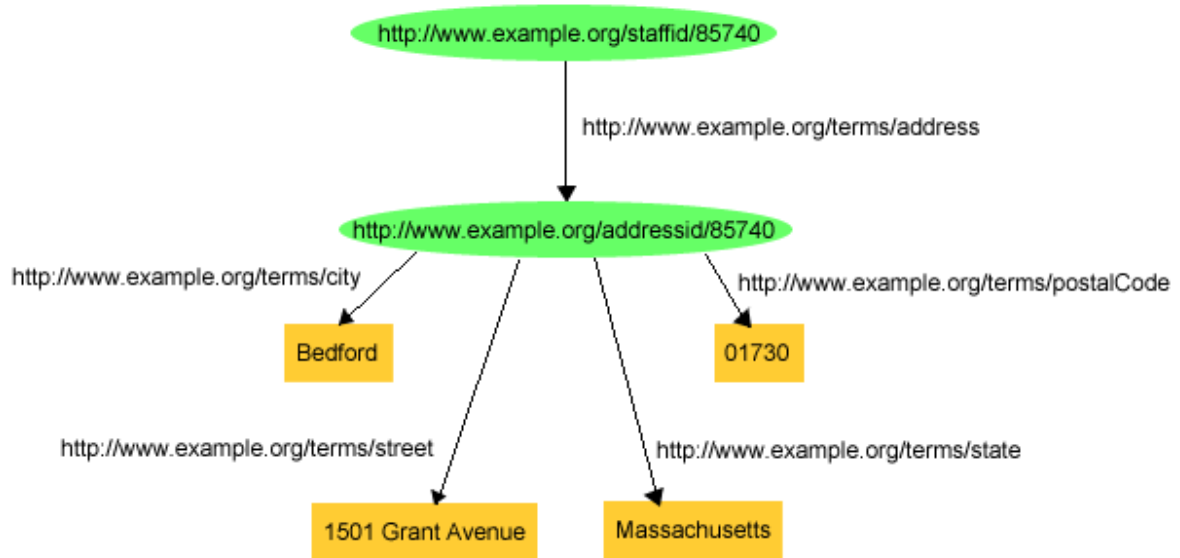 http://www.example.org/staffid/85740
http://www.example.org/terms/address
http://www.example.org/addressid/85740
http://www.example.org/terms/city
http://www.example.org/terms/postalCode
Bedford
01730
http://www.example.org/terms/street
http://www.example.org/terms/state
1501 Grant Avenue
Massachusetts